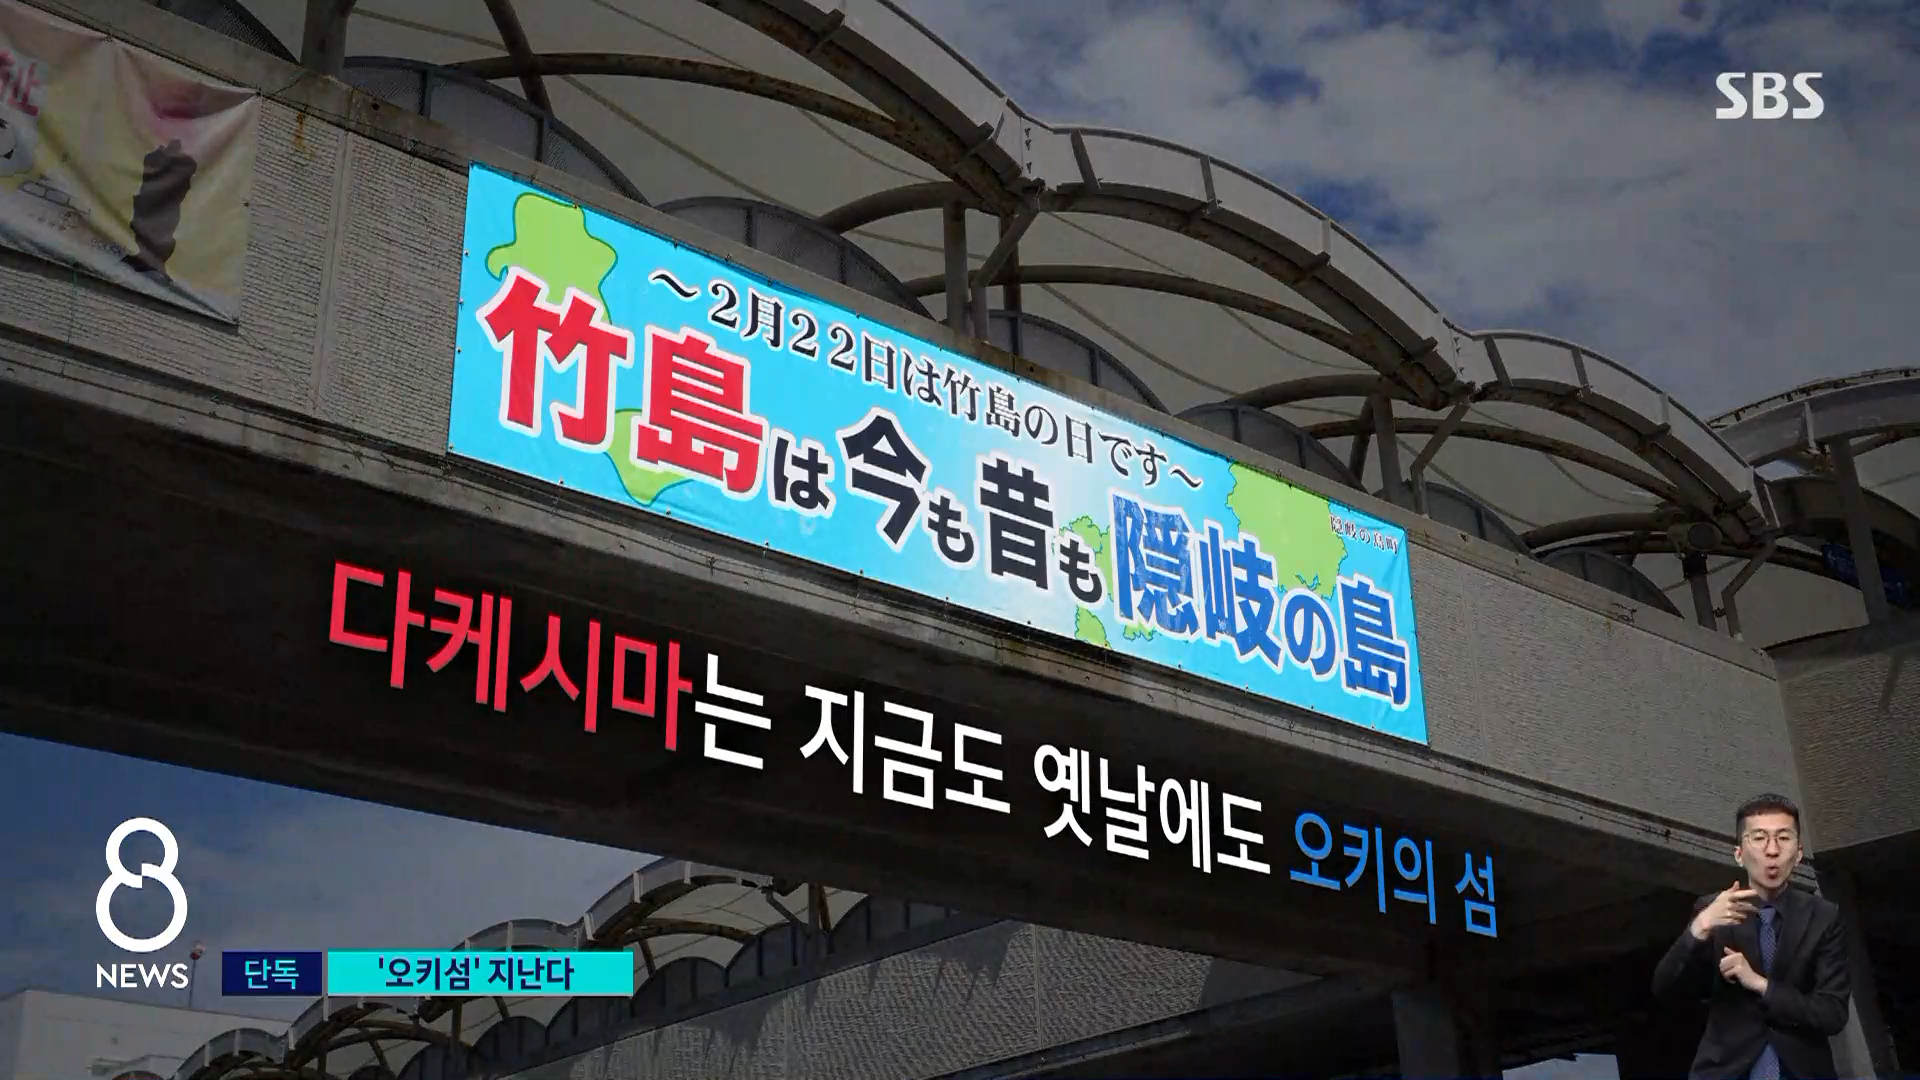 SBS
～2月22日は竹島の日です～
竹島は今も昔も隠岐の島
隠岐の島町
다케시마는 지금도 옛날에도 오키의 섬
8
NEWS
단독
'오키섬' 지난다